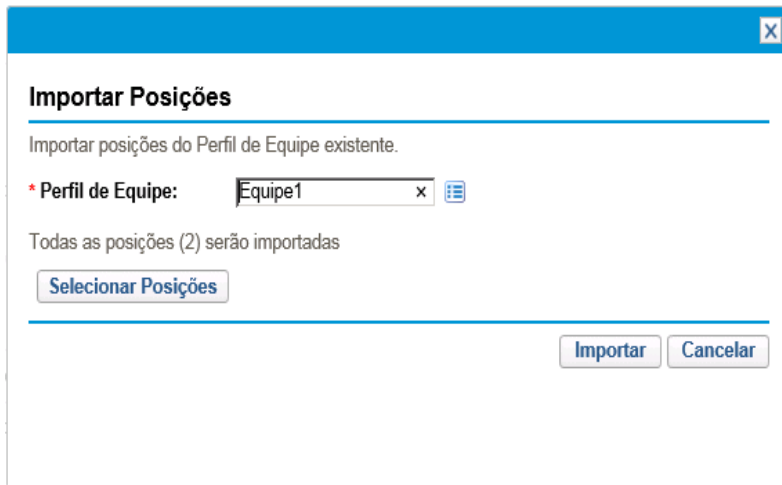 Importar Posições
Importar posições do Perfil de Equipe existente.
* Perfil de Equipe: Equipe1 ×
Todas as posições (2) serão importadas
Selecionar Posições
Importar Cancelar